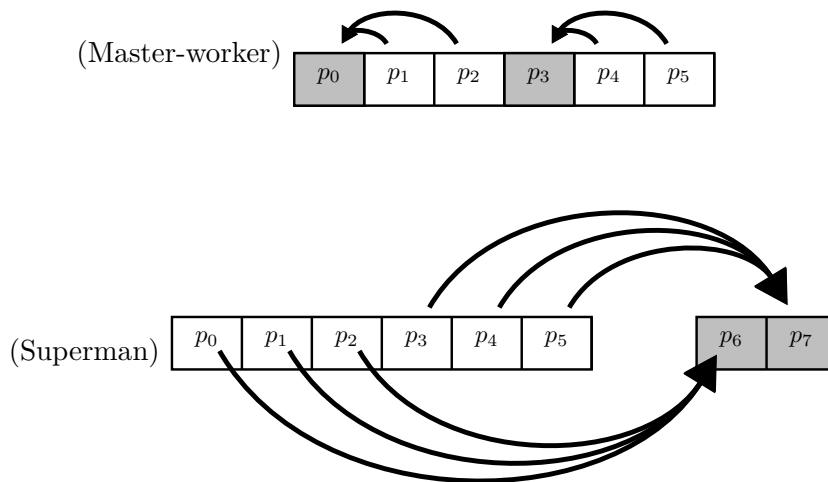 (Master-worker)
p₀ p₁ p₂ p₃ p₄ p₅
(Superman)
p₀ p₁ p₂ p₃ p₄ p₅ p₆ p₇